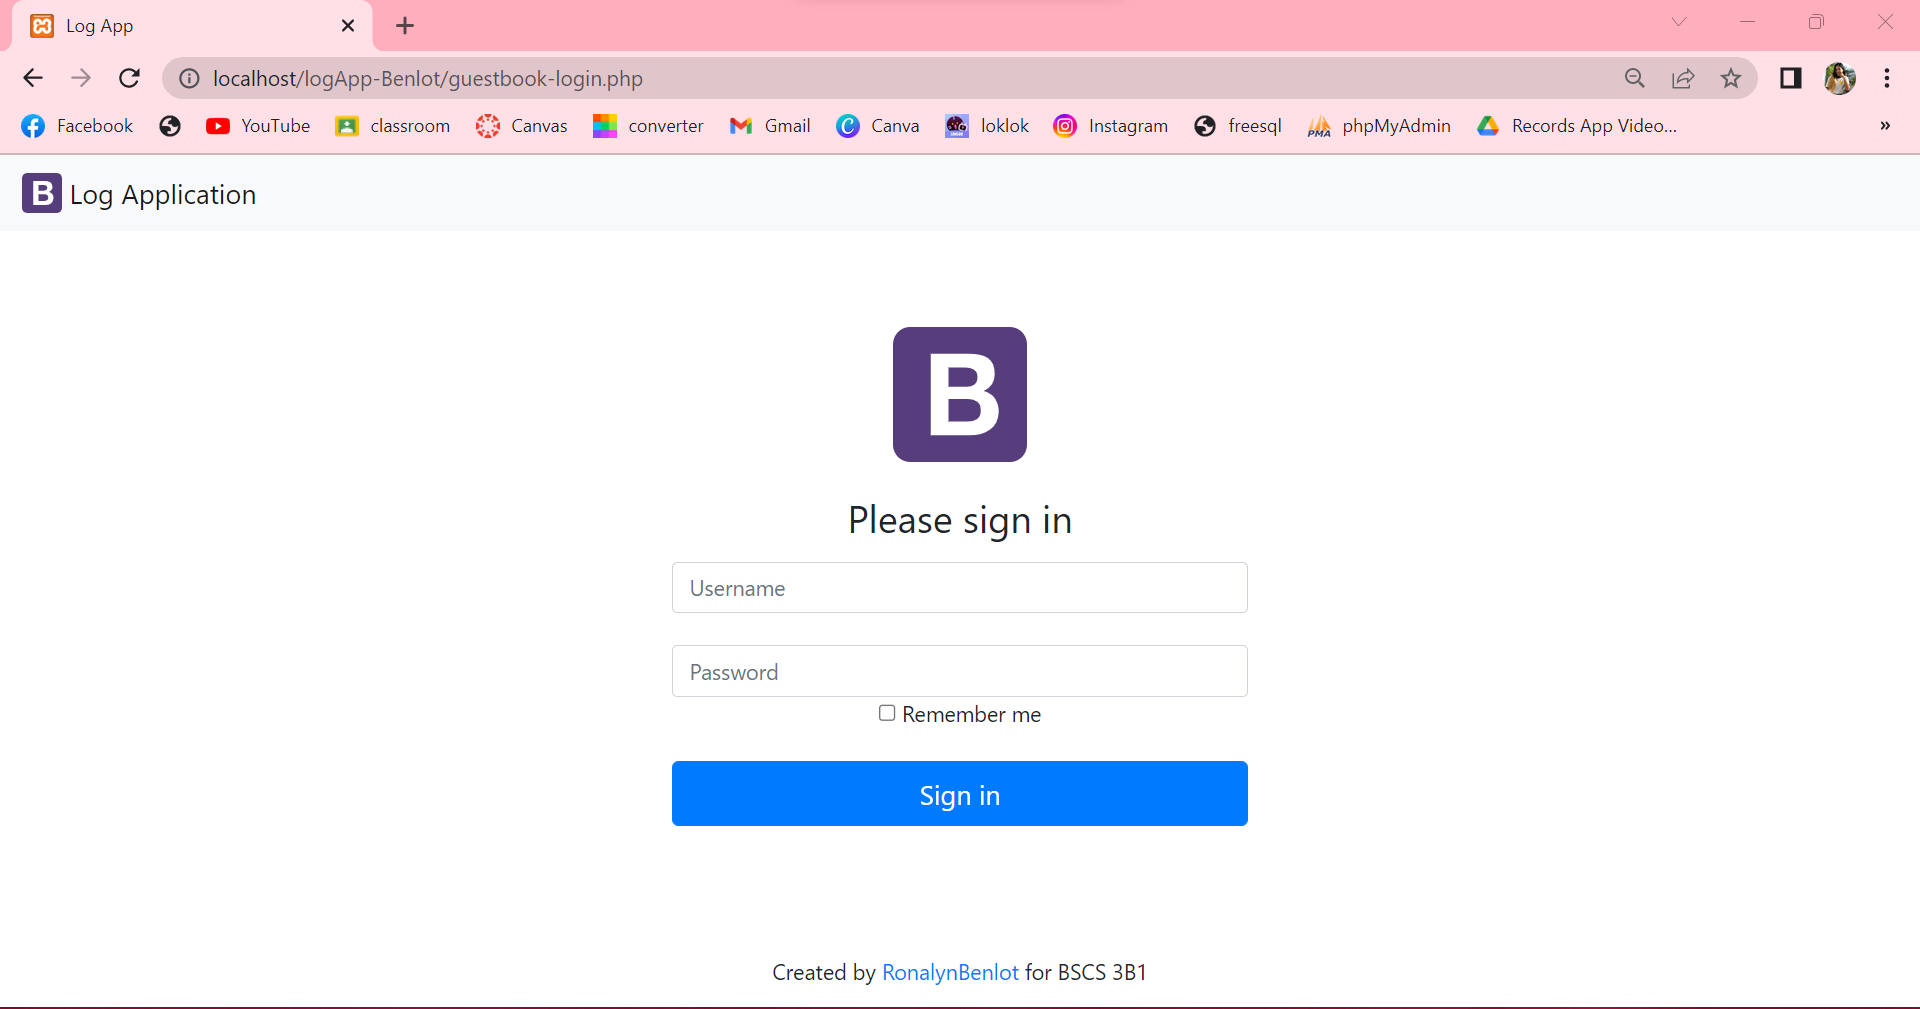 Log App
localhost/logApp-Benlot/guestbook-login.php
Facebook YouTube classroom Canvas converter Gmail Canva loklok Instagram freesql PMA phpMyAdmin Records App Video... »
B Log Application
B
Please sign in
Username
Password
Remember me
Sign in
Created by RonalynBenlot for BSCS 3B1